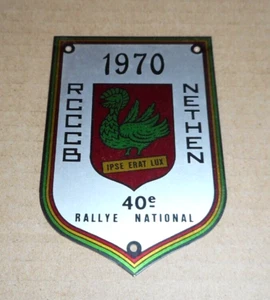 1970
RCCCB
NETHEN
IPSE ERAT LUX
40e
RALLYE NATIONAL